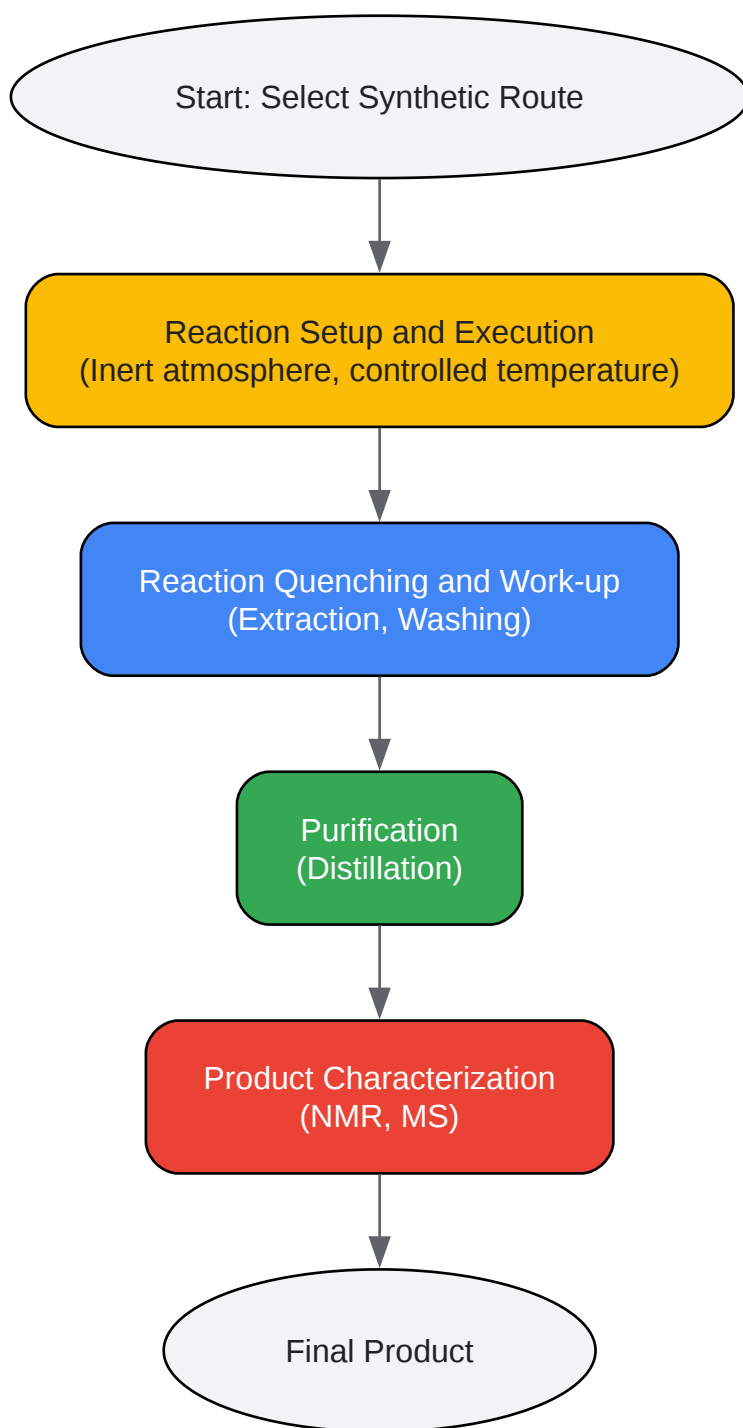 Start: Select Synthetic Route
Reaction Setup and Execution
(Inert atmosphere, controlled temperature)
Reaction Quenching and Work-up
(Extraction, Washing)
Purification
(Distillation)
Product Characterization
(NMR, MS)
Final Product